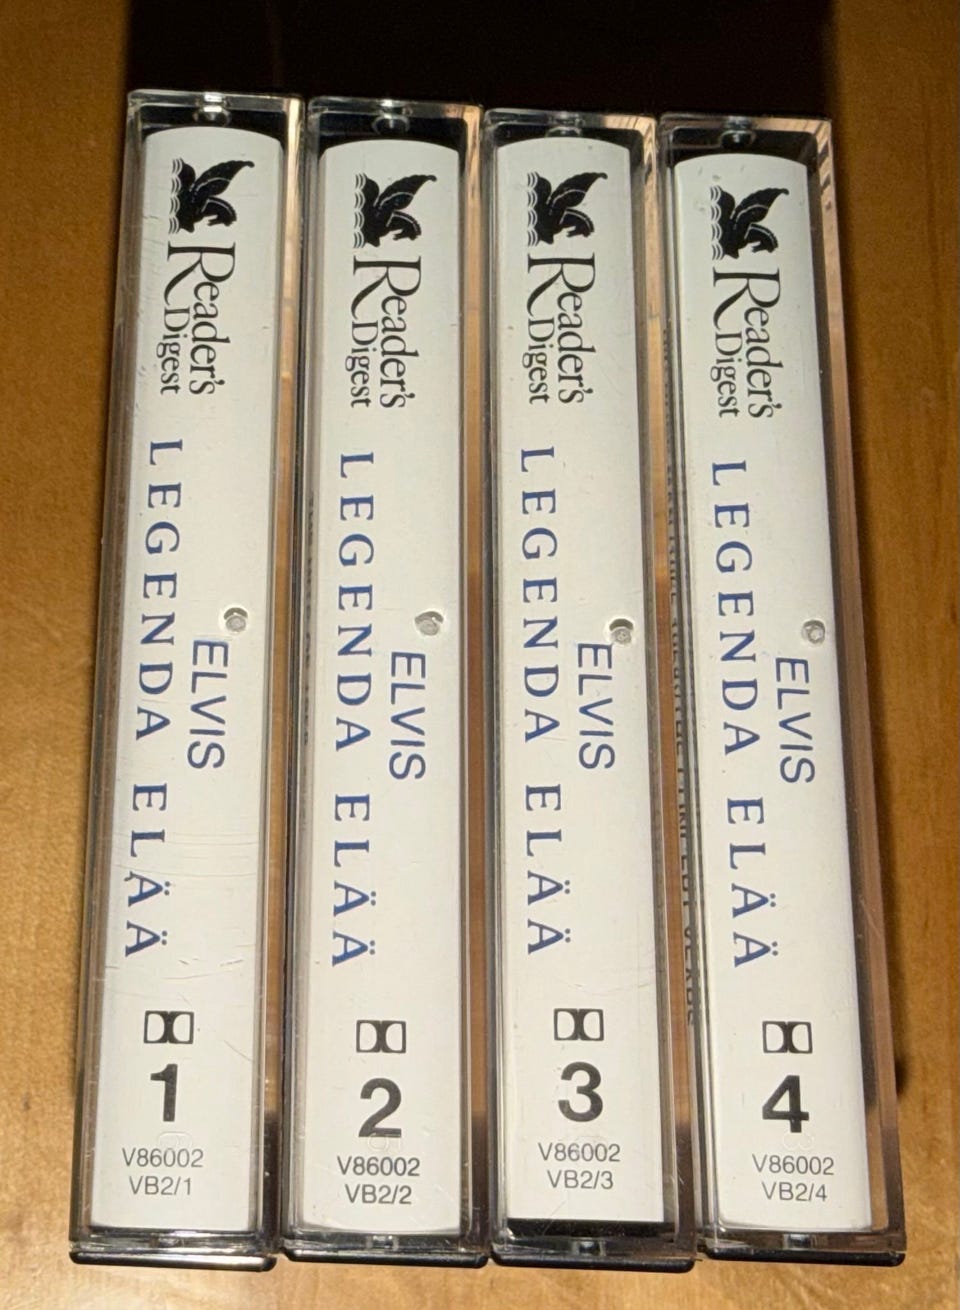 Reader's
Digest
ELVIS
LEGENDA ELÄÄ
1
V86002
VB2/1
Reader's
Digest
ELVIS
LEGENDA ELÄÄ
2
V86002
VB2/2
Reader's
Digest
ELVIS
LEGENDA ELÄÄ
3
V86002
VB2/3
Reader's
Digest
ELVIS
LEGENDA ELÄÄ
4
V86002
VB2/4